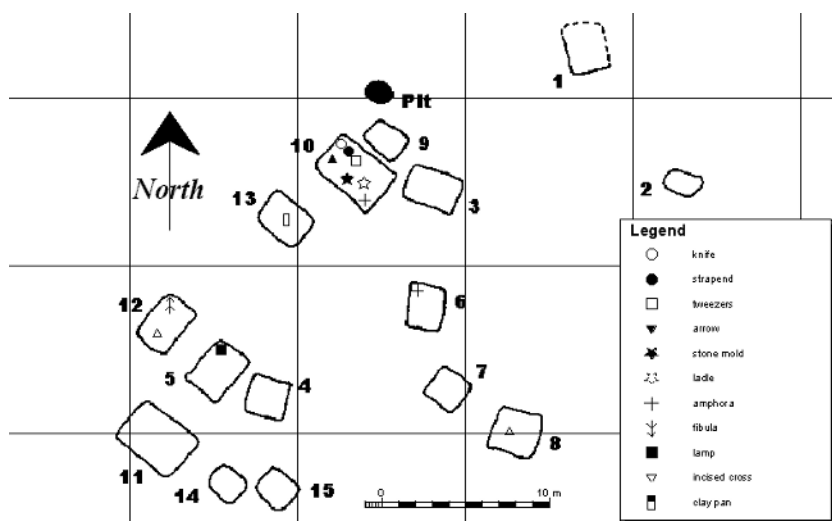 1
Pit
10
9
2
North
13
3
Legend
knife
strapend
tweezers
arrow
stone mold
ladle
amphora
fibula
lamp
incised cross
clay pan
12
6
5
4
7
11
8
14
15
0
10 m